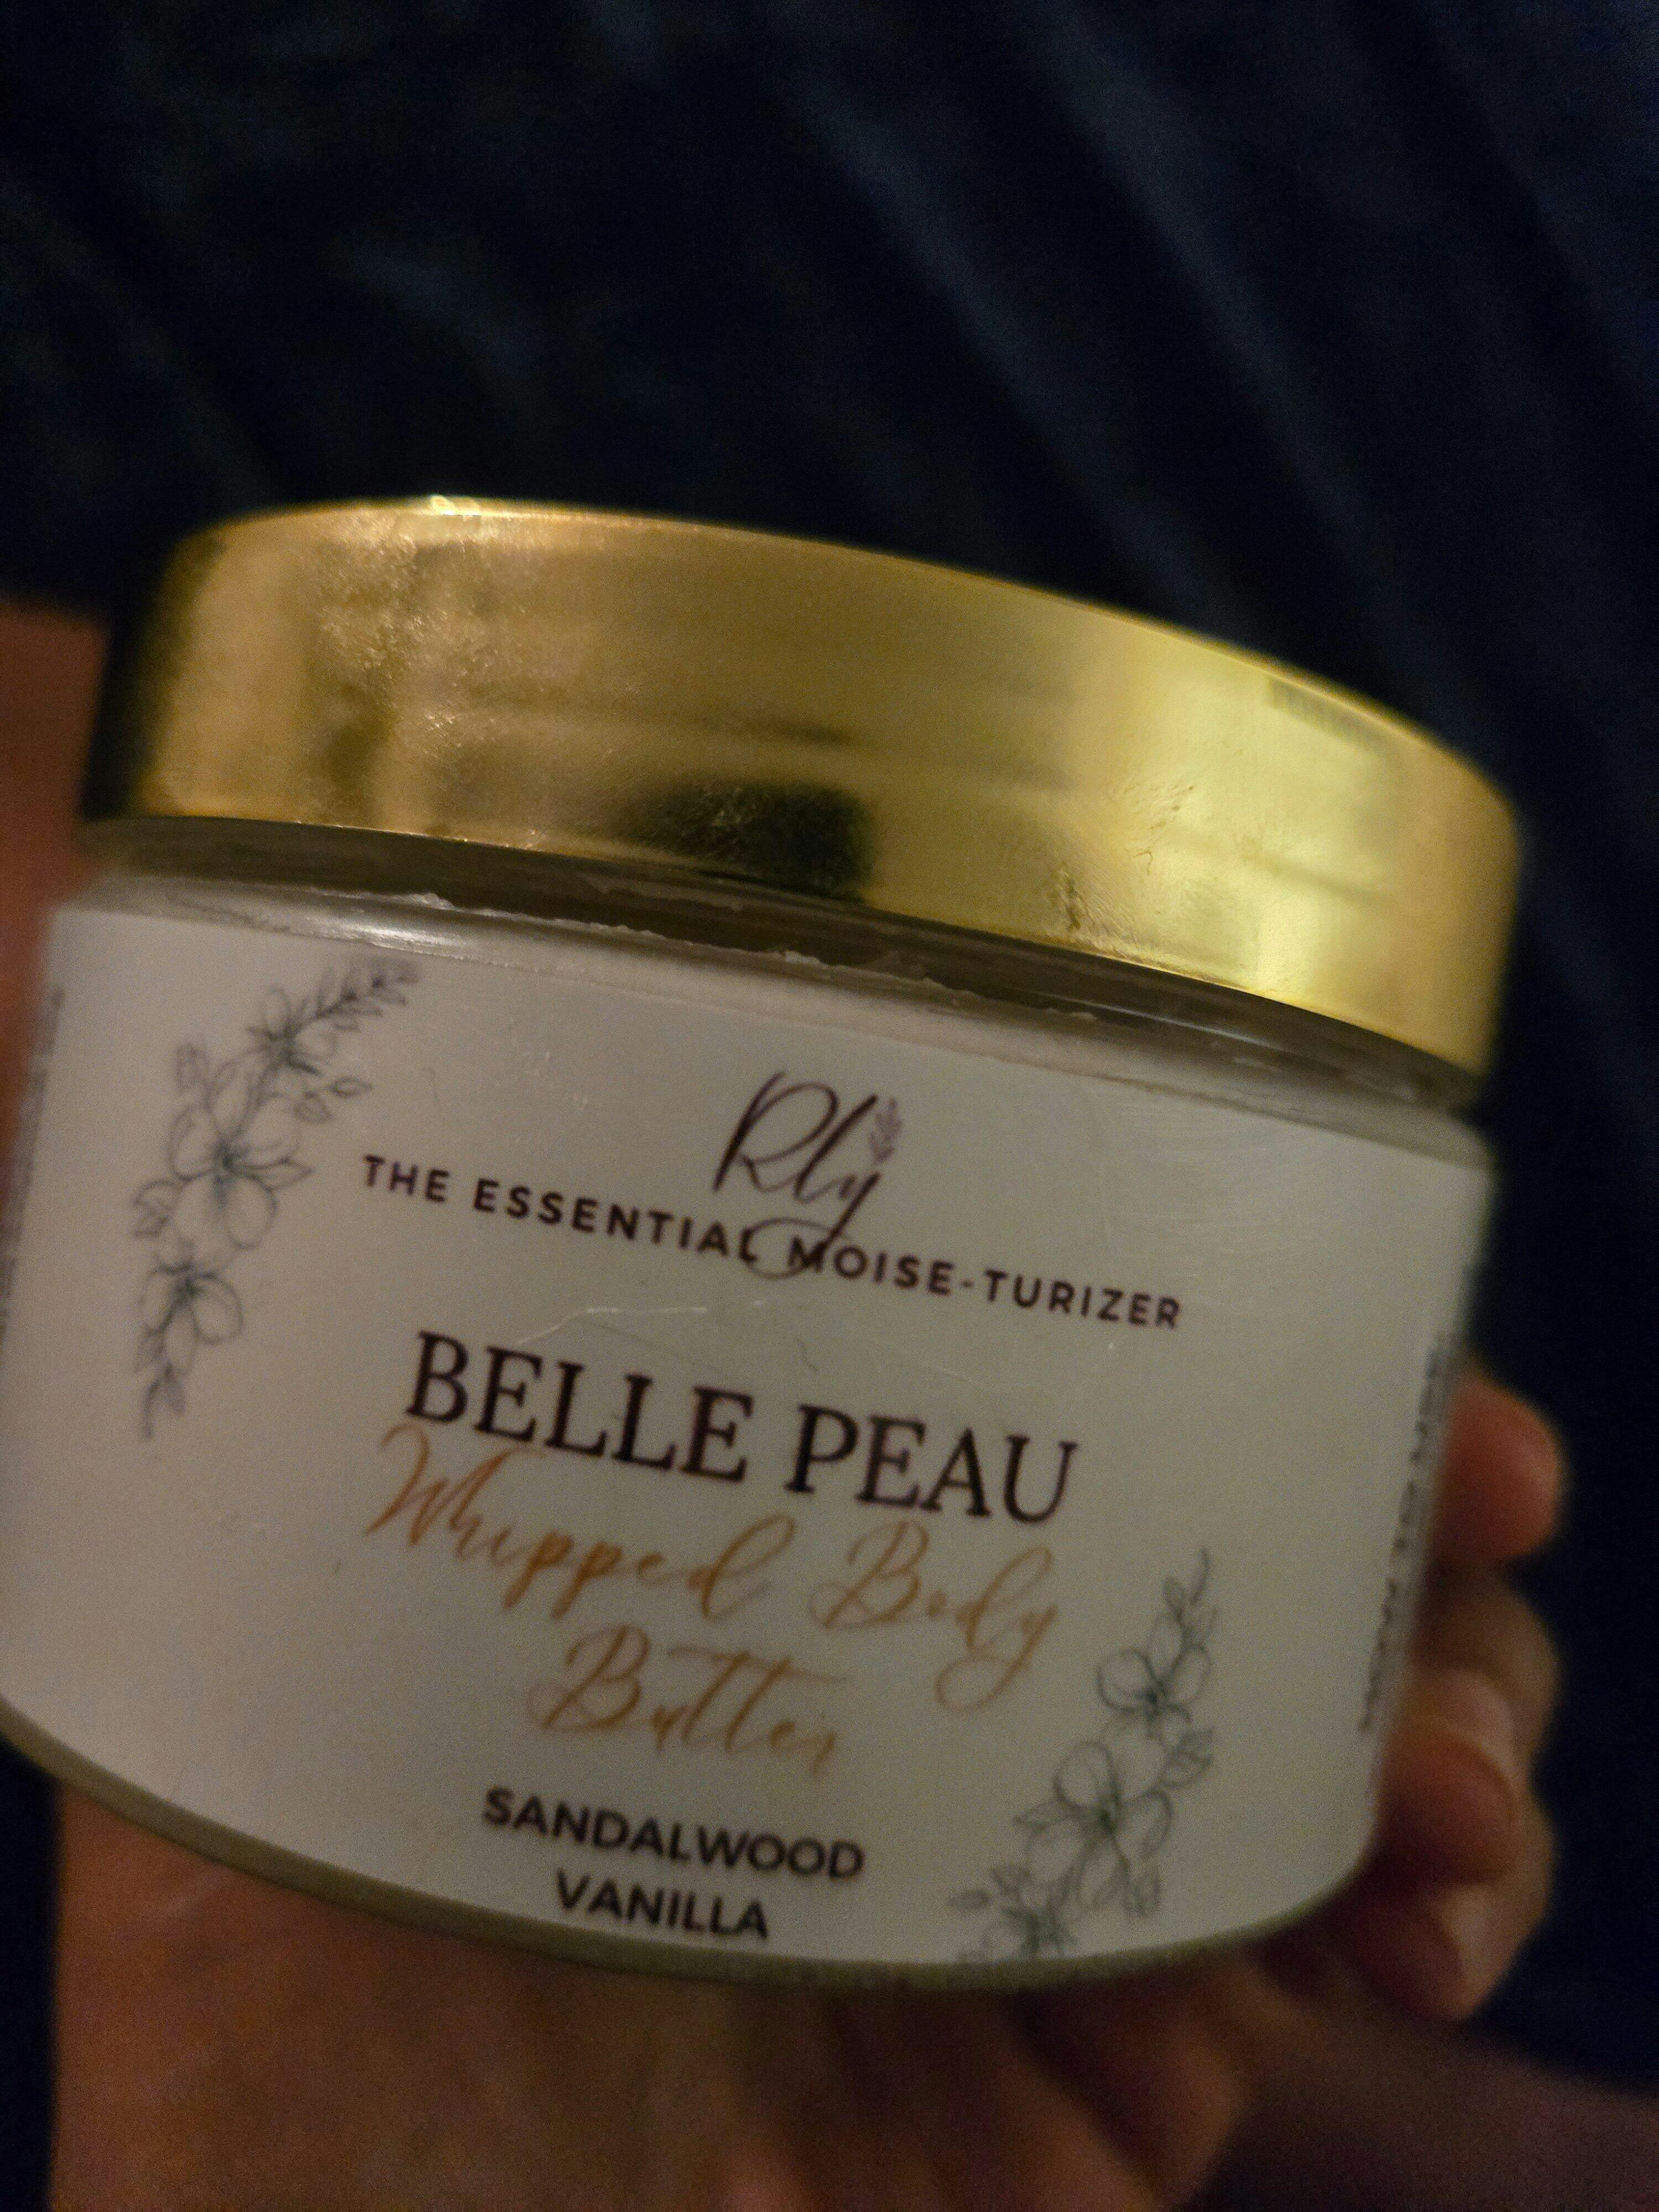 Rly
THE ESSENTIAL MOISE-TURIZER
BELLE PEAU
Whipped Body
Butter
SANDALWOOD
VANILLA